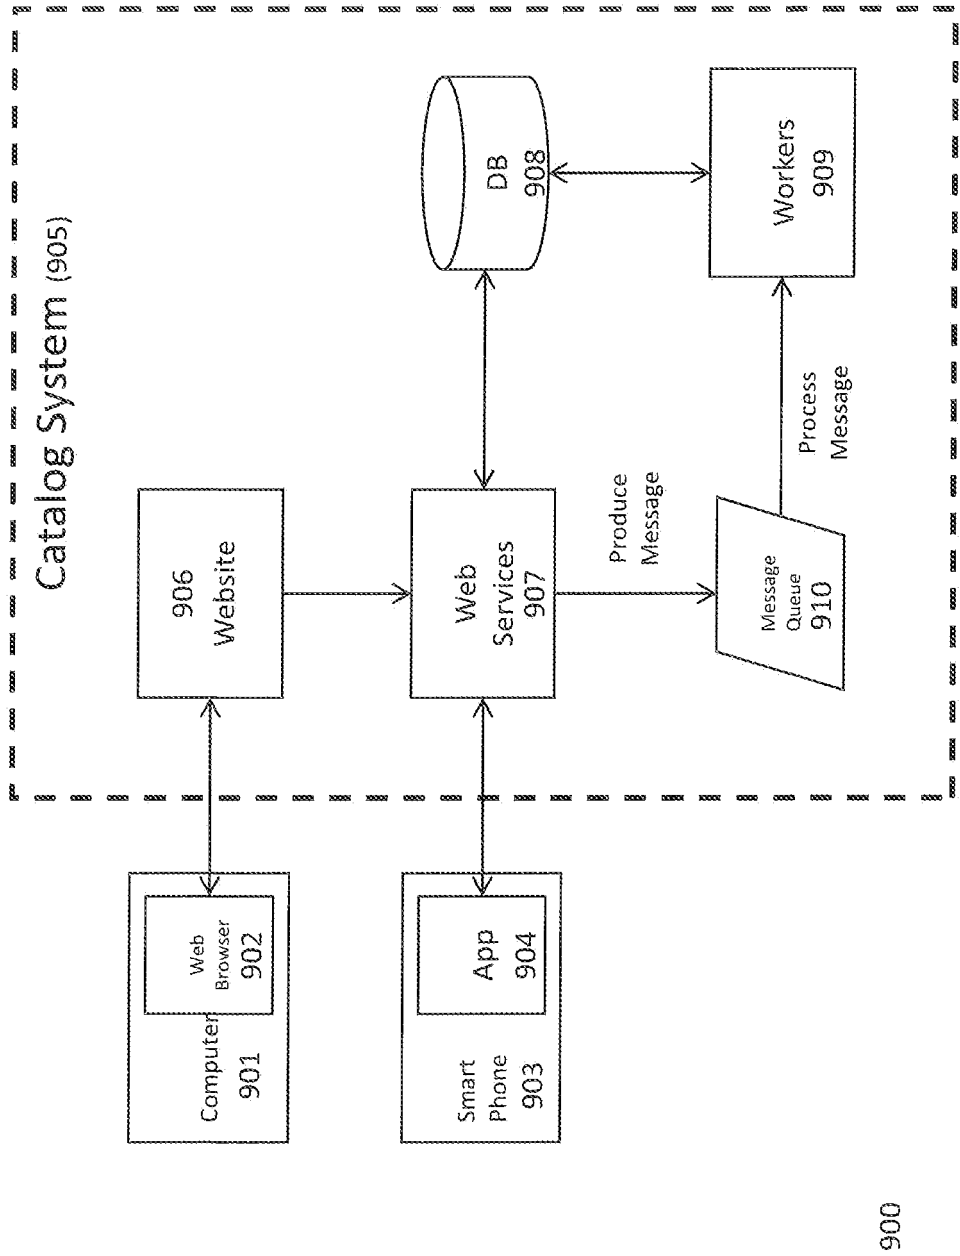 Catalog System (905)
Computer
901
Web
Browser
902
906
Website
Smart
Phone
903
App
904
Web
Services
907
DB
908
Produce
Message
Message
Queue
910
Process
Message
Workers
909
900